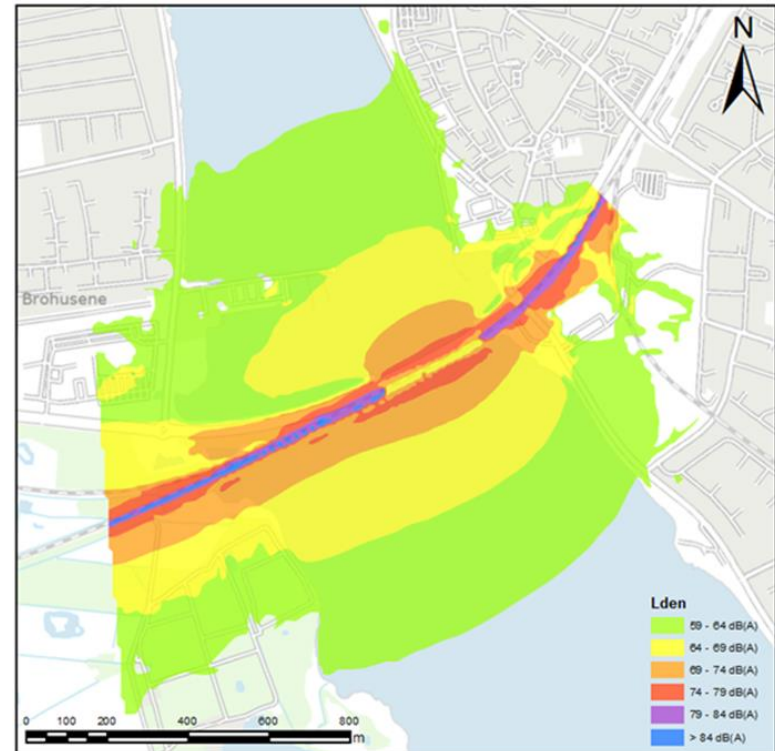 N
Brohusene
Lden
59 - 64 dB(A)
64 - 69 dB(A)
69 - 74 dB(A)
74 - 79 dB(A)
79 - 84 dB(A)
> 84 dB(A)
0 100 200 400 600 800
m